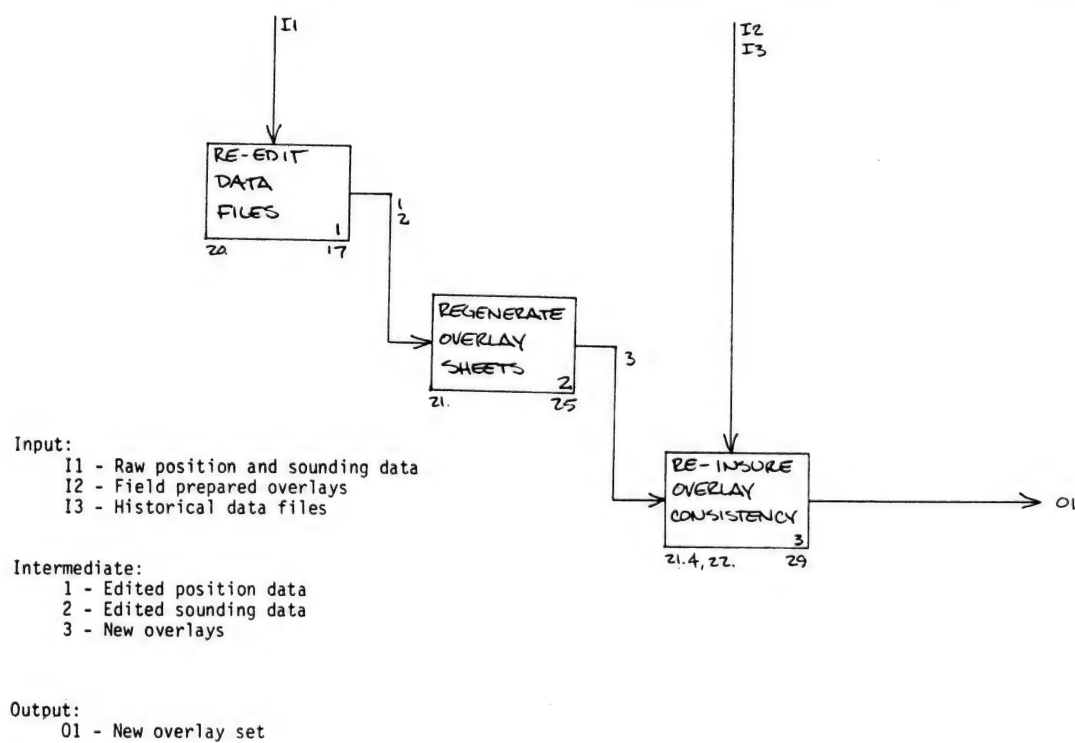 I1
I2
I3
RE-EDIT
DATA
FILES
1
20.
17
1
2
REGENERATE
OVERLAY
SHEETS
2
21.
25
3
RE-INSURE
OVERLAY
CONSISTENCY
3
21.4, 22.
29
O1
Input:
I1 - Raw position and sounding data
I2 - Field prepared overlays
I3 - Historical data files
Intermediate:
1 - Edited position data
2 - Edited sounding data
3 - New overlays
Output:
O1 - New overlay set